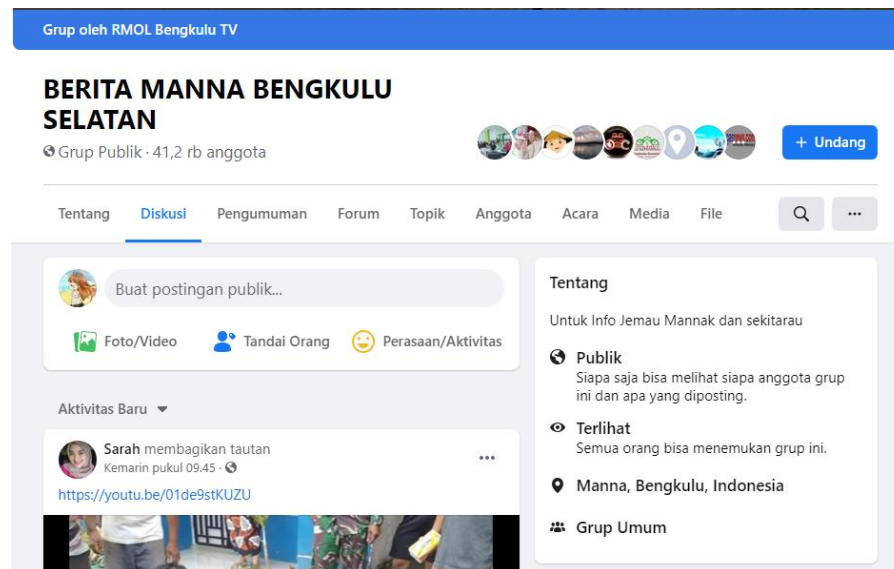 Grup oleh RMOL Bengkulu TV
BERITA MANNA BENGKULU
SELATAN
Grup Publik · 41,2 rb anggota
+ Undang
Tentang Diskusi Pengumuman Forum Topik Anggota Acara Media File
Buat postingan publik...
Foto/Video Tandai Orang Perasaan/Aktivitas
Aktivitas Baru
Sarah membagikan tautan
Kemarin pukul 09.45 ·
https://youtu.be/01de9stKUZU
Tentang
Untuk Info Jemau Mannak dan sekitarau
Publik
Siapa saja bisa melihat siapa anggota grup
ini dan apa yang diposting.
Terlihat
Semua orang bisa menemukan grup ini.
Manna, Bengkulu, Indonesia
Grup Umum